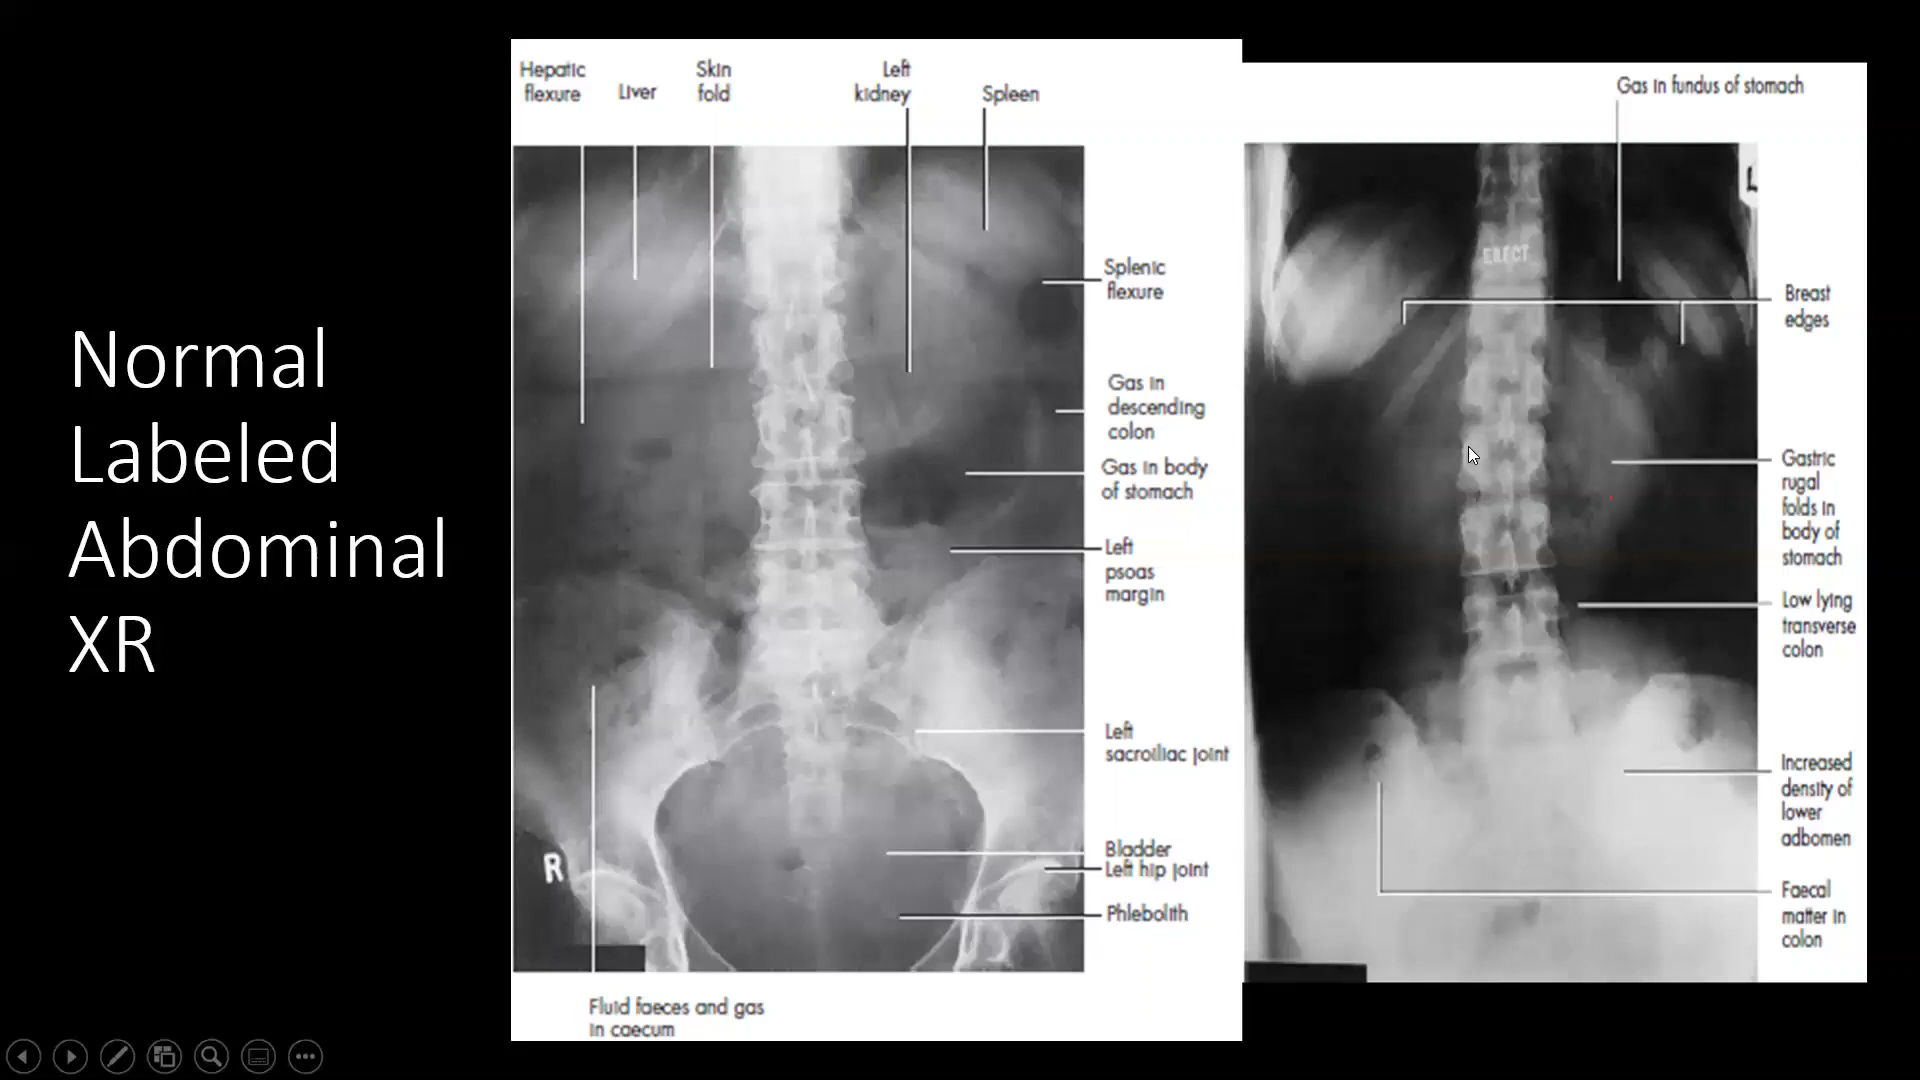 Normal
Labeled
Abdominal
XR
Hepatic
flexure
Liver
Skin
fold
Left
kidney
Spleen
Splenic
flexure
Gas in
descending
colon
Gas in body
of stomach
Left
psoas
margin
Left
sacroiliac joint
Bladder
Left hip joint
Phlebolith
R
Fluid faeces and gas
in caecum
Gas in fundus of stomach
L
ERECT
Breast
edges
Gastric
rugal
folds in
body of
stomach
Low lying
transverse
colon
Increased
density of
lower
adbomen
Faecal
matter in
colon